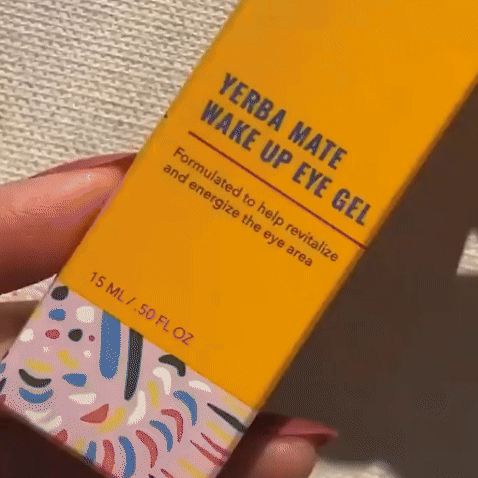 YERBA MATE
WAKE UP EYE GEL
Formulated to help revitalize
and energize the eye area
15 ML / .50 FL OZ